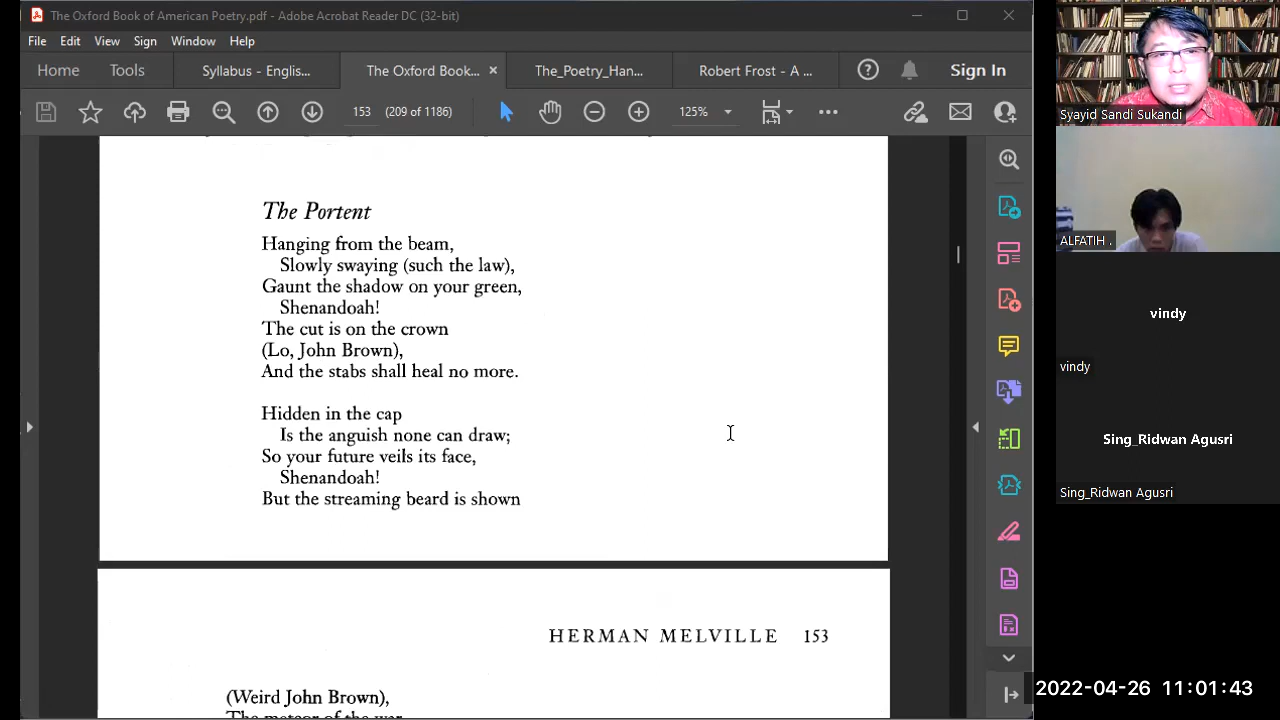 The Oxford Book of American Poetry.pdf - Adobe Acrobat Reader DC (32-bit)
File Edit View Sign Window Help
Home Tools Syllabus - Englis... The Oxford Book... The_Poetry_Han... Robert Frost - A ... Sign In
153 (209 of 1186) 125%
The Portent
Hanging from the beam,
Slowly swaying (such the law),
Gaunt the shadow on your green,
Shenandoah!
The cut is on the crown
(Lo, John Brown),
And the stabs shall heal no more.
Hidden in the cap
Is the anguish none can draw;
So your future veils its face,
Shenandoah!
But the streaming beard is shown
HERMAN MELVILLE 153
(Weird John Brown),
The meteor of the war
Syayid Sandi Sukandi
ALFATIH .
vindy
vindy
Sing_Ridwan Agusri
Sing_Ridwan Agusri
2022-04-26 11:01:43